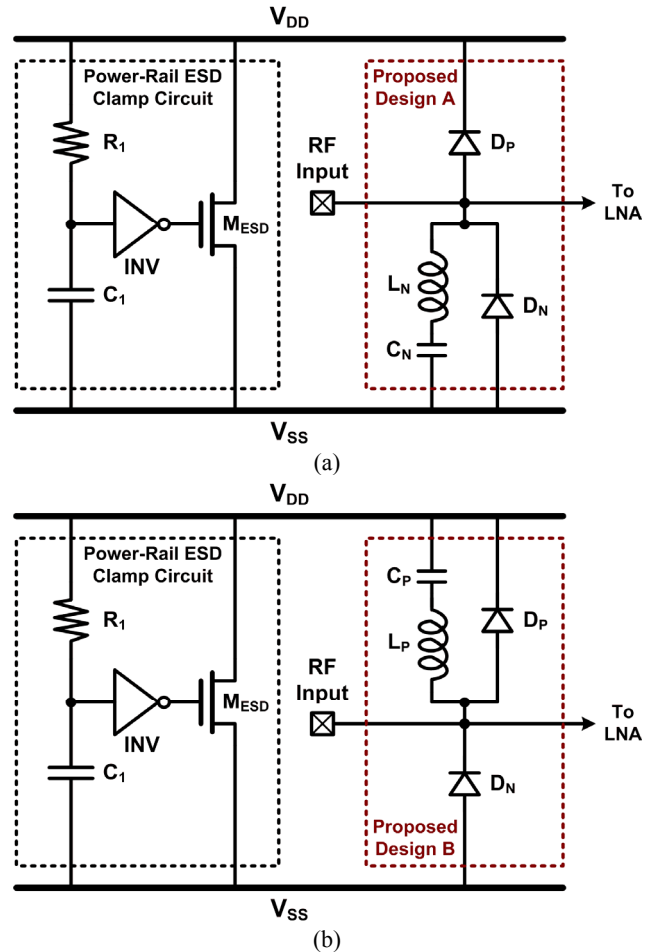 VDD
Power-Rail ESD
Clamp Circuit
R1
INV
MESD
C1
RF
Input
Proposed
Design A
DP
To
LNA
LN
CN
DN
VSS
(a)
VDD
Power-Rail ESD
Clamp Circuit
R1
INV
MESD
C1
RF
Input
CP
LP
DP
To
LNA
DN
Proposed
Design B
VSS
(b)